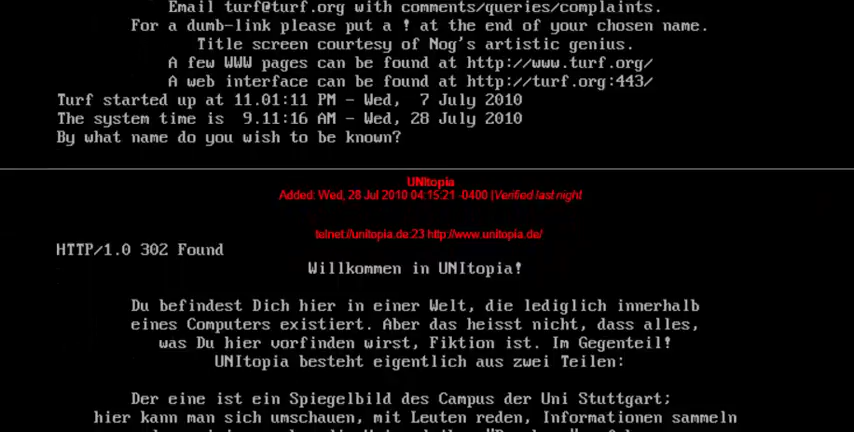 Email turf@turf.org with comments/queries/complaints.
For a dumb-link please put a ! at the end of your chosen name.
Title screen courtesy of Nog's artistic genius.
A few WWW pages can be found at http://www.turf.org/
A web interface can be found at http://turf.org:443/
Turf started up at 11.01:11 PM - Wed,  7 July 2010
The system time is  9.11:16 AM - Wed, 28 July 2010
By what name do you wish to be known?
UNItopia
Added: Wed, 28 Jul 2010 04:15:21 -0400 |Verified last night
telnet://unitopia.de:23 http://www.unitopia.de/
HTTP/1.0 302 Found
Willkommen in UNItopia!
Du befindest Dich hier in einer Welt, die lediglich innerhalb
eines Computers existiert. Aber das heisst nicht, dass alles,
was Du hier vorfinden wirst, Fiktion ist. Im Gegenteil!
UNItopia besteht eigentlich aus zwei Teilen:
Der eine ist ein Spiegelbild des Campus der Uni Stuttgart;
hier kann man sich umschauen, mit Leuten reden, Informationen sammeln